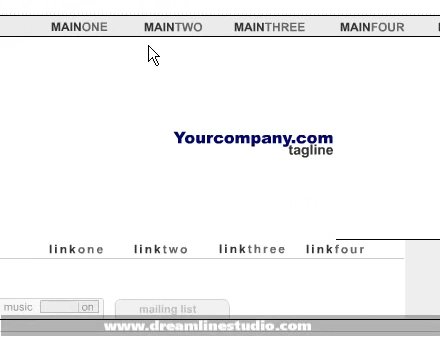 MAINONE MAINTWO MAINTHREE MAINFOUR
Yourcompany.com
tagline
linkone linktwo linkthree linkfour
music on mailing list
www.dreamlinestudio.com